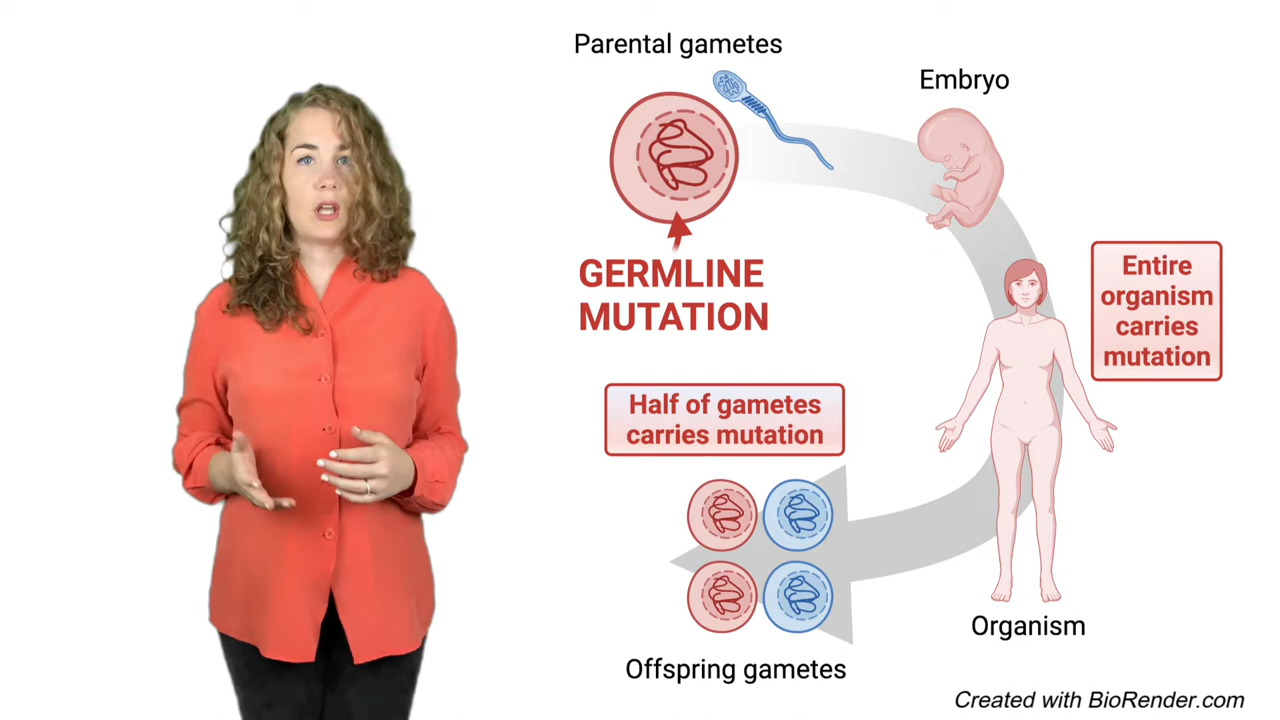 Parental gametes
Embryo
GERMLINE
MUTATION
Entire
organism
carries
mutation
Half of gametes
carries mutation
Organism
Offspring gametes
Created with BioRender.com